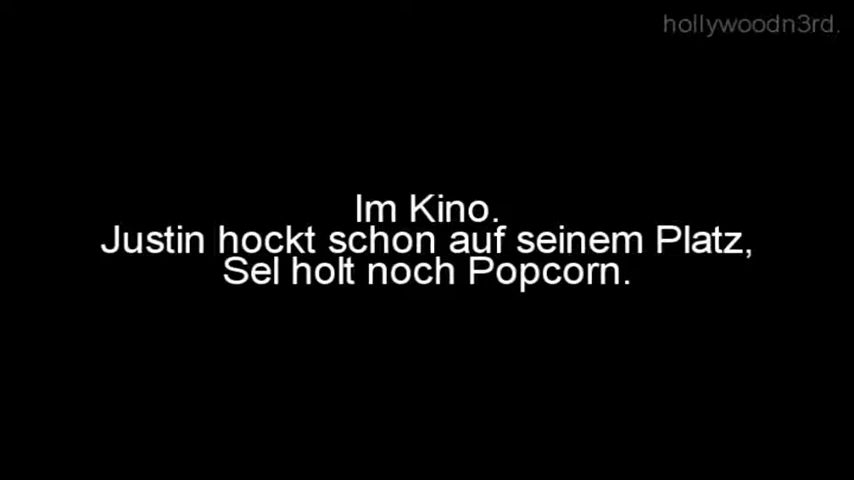 hollywoodn3rd.
Im Kino.
Justin hockt schon auf seinem Platz,
Sel holt noch Popcorn.